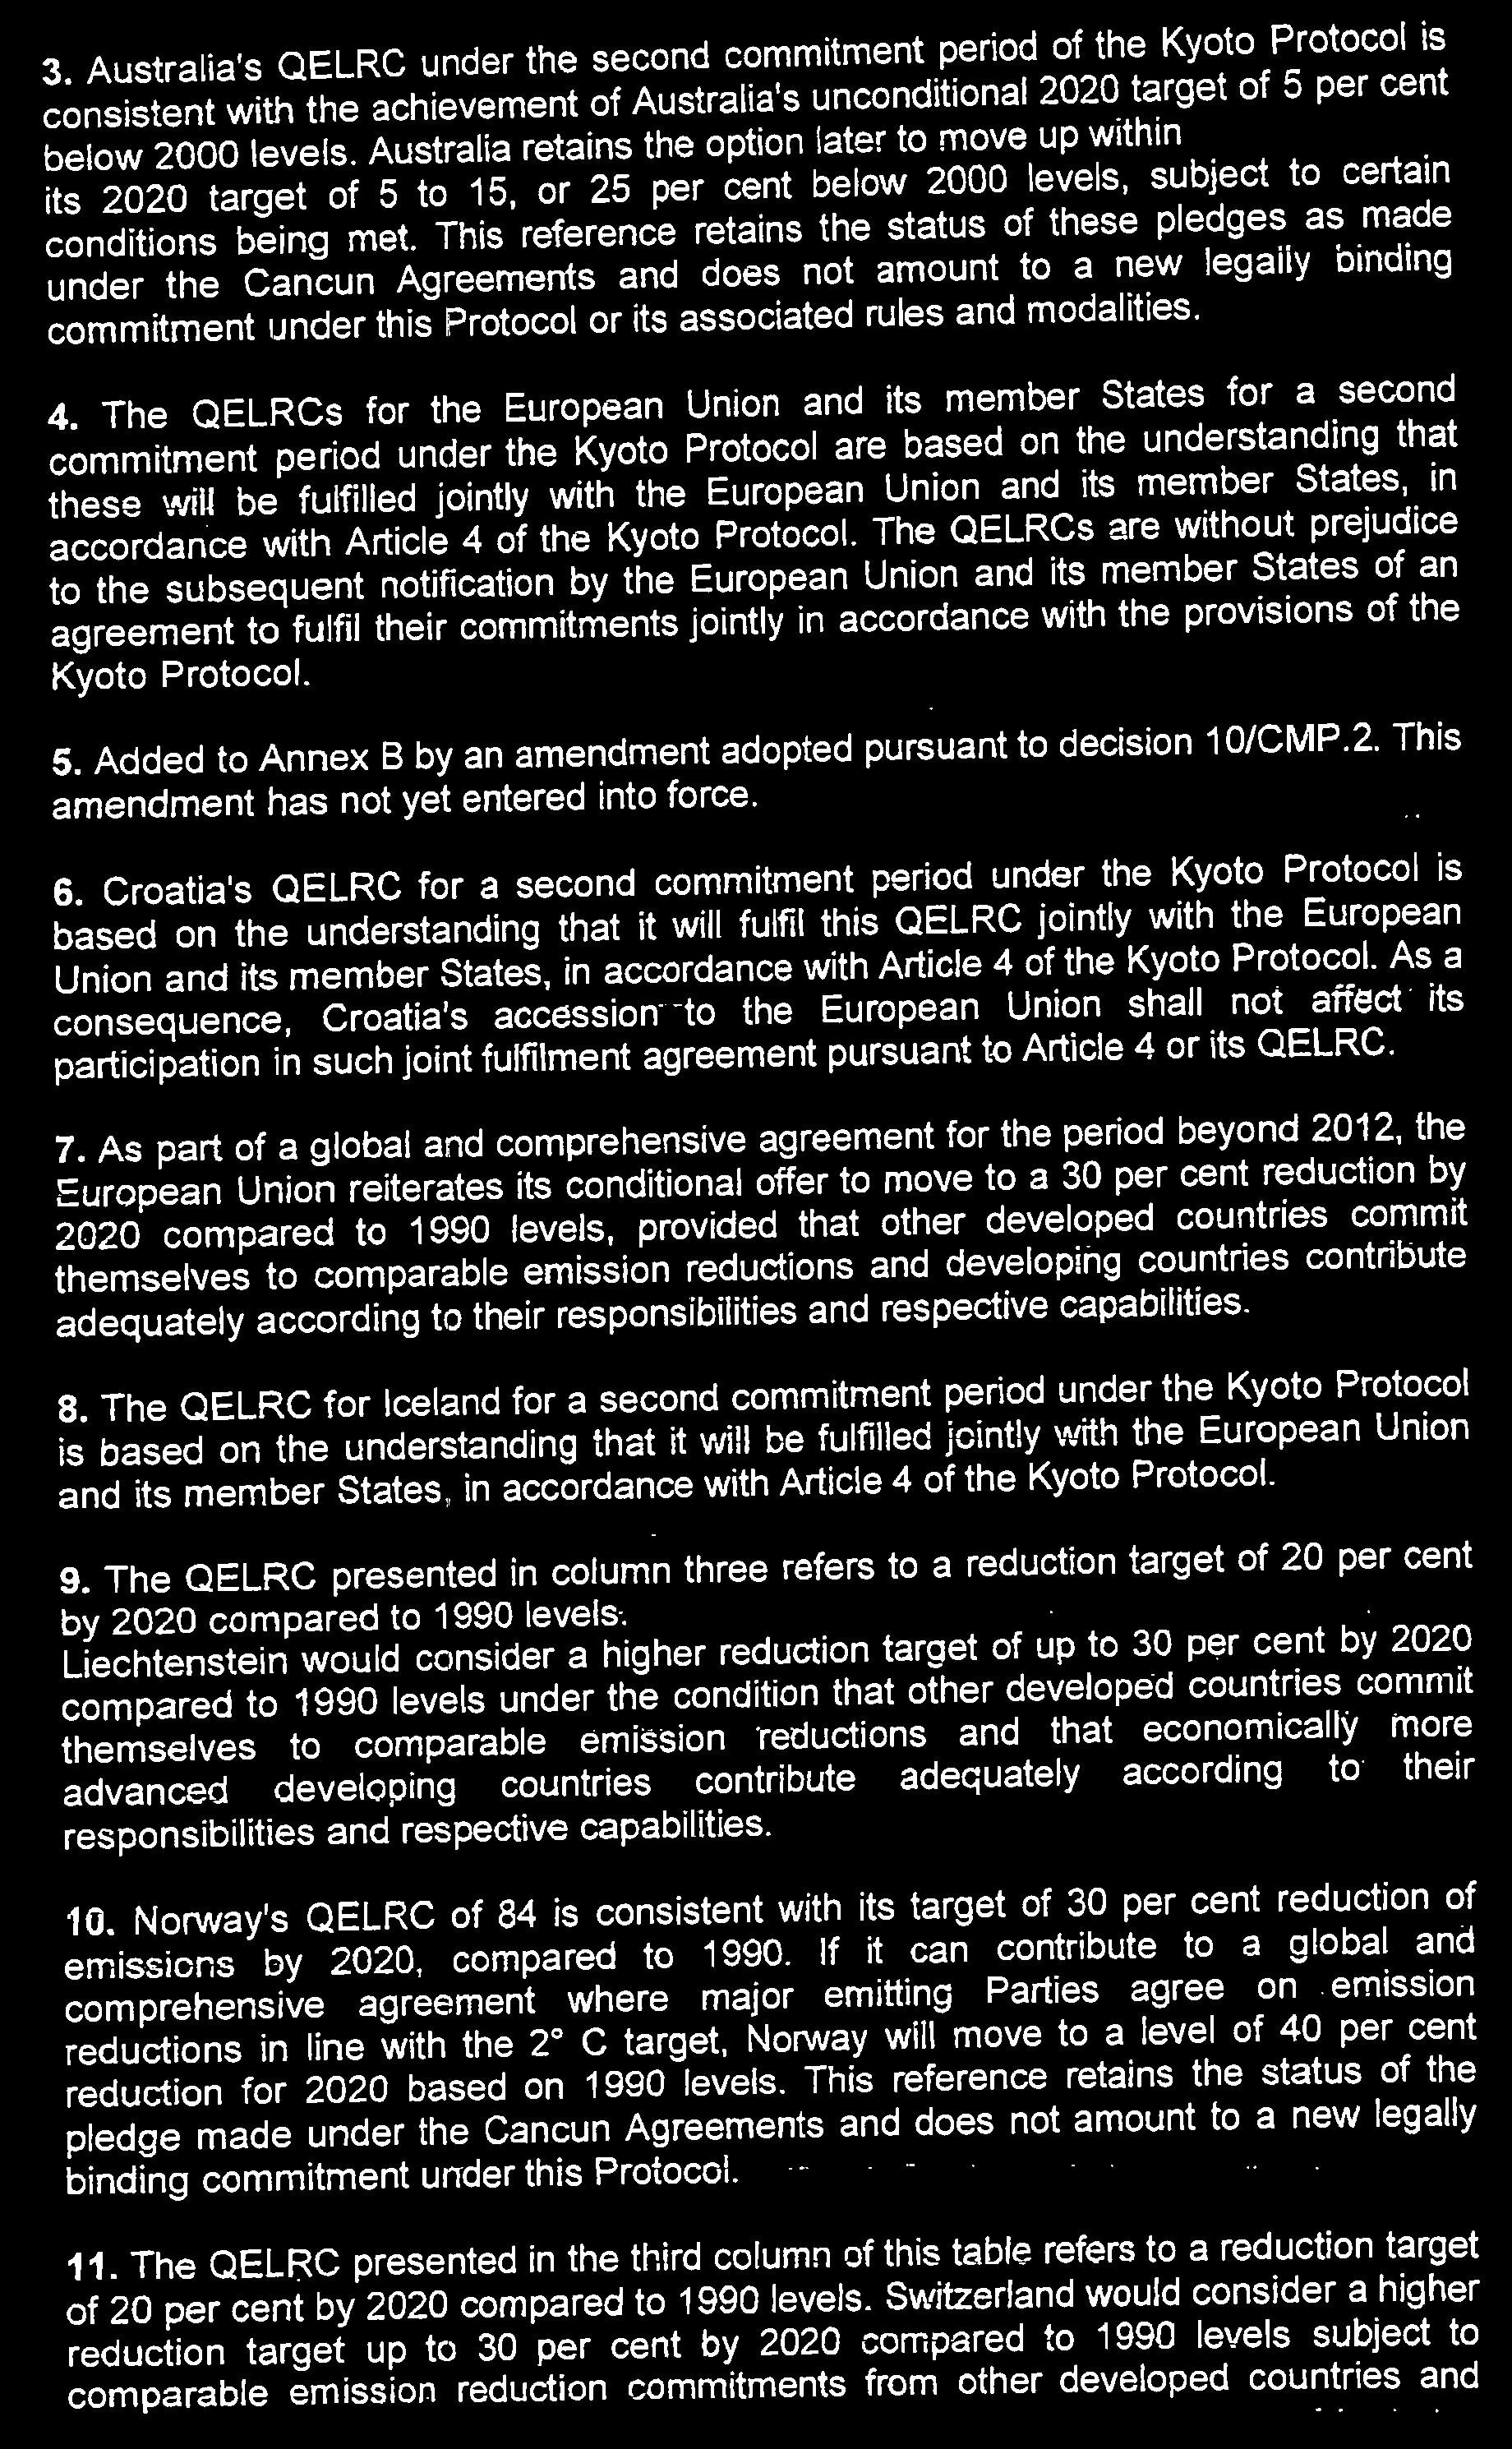 3. Australia's QELRC under the second commitment period of the Kyoto Protocol is
consistent with the achievement of Australia's unconditional 2020 target of 5 per cent
below 2000 levels. Australia retains the option later to move up within
its 2020 target of 5 to 15, or 25 per cent below 2000 levels, subject to certain
conditions being met. This reference retains the status of these pledges as made
under the Cancun Agreements and does not amount to a new legally binding
commitment under this Protocol or its associated rules and modalities.
4. The QELRCs for the European Union and its member States for a second
commitment period under the Kyoto Protocol are based on the understanding that
these will be fulfilled jointly with the European Union and its member States, in
accordance with Article 4 of the Kyoto Protocol. The QELRCs are without prejudice
to the subsequent notification by the European Union and its member States of an
agreement to fulfil their commitments jointly in accordance with the provisions of the
Kyoto Protocol.
5. Added to Annex B by an amendment adopted pursuant to decision 10/CMP.2. This
amendment has not yet entered into force.
6. Croatia's QELRC for a second commitment period under the Kyoto Protocol is
based on the understanding that it will fulfil this QELRC jointly with the European
Union and its member States, in accordance with Article 4 of the Kyoto Protocol. As a
consequence, Croatia's accession to the European Union shall not affect its
participation in such joint fulfilment agreement pursuant to Article 4 or its QELRC.
7. As part of a global and comprehensive agreement for the period beyond 2012, the
European Union reiterates its conditional offer to move to a 30 per cent reduction by
2020 compared to 1990 levels, provided that other developed countries commit
themselves to comparable emission reductions and developing countries contribute
adequately according to their responsibilities and respective capabilities.
8. The QELRC for Iceland for a second commitment period under the Kyoto Protocol
is based on the understanding that it will be fulfilled jointly with the European Union
and its member States, in accordance with Article 4 of the Kyoto Protocol.
9. The QELRC presented in column three refers to a reduction target of 20 per cent
by 2020 compared to 1990 levels.
Liechtenstein would consider a higher reduction target of up to 30 per cent by 2020
compared to 1990 levels under the condition that other developed countries commit
themselves to comparable emission reductions and that economically more
advanced developing countries contribute adequately according to their
responsibilities and respective capabilities.
10. Norway's QELRC of 84 is consistent with its target of 30 per cent reduction of
emissions by 2020, compared to 1990. If it can contribute to a global and
comprehensive agreement where major emitting Parties agree on emission
reductions in line with the 2° C target, Norway will move to a level of 40 per cent
reduction for 2020 based on 1990 levels. This reference retains the status of the
pledge made under the Cancun Agreements and does not amount to a new legally
binding commitment under this Protocol.
11. The QELRC presented in the third column of this table refers to a reduction target
of 20 per cent by 2020 compared to 1990 levels. Switzerland would consider a higher
reduction target up to 30 per cent by 2020 compared to 1990 levels subject to
comparable emission reduction commitments from other developed countries and